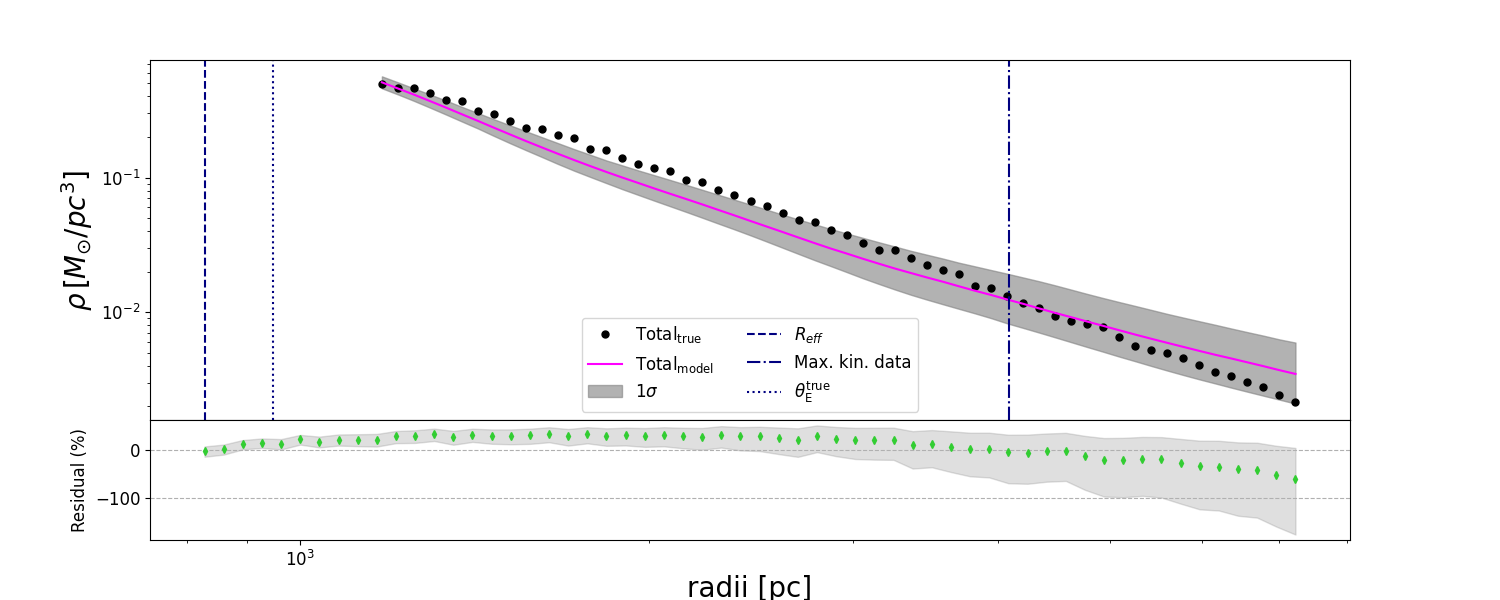 ρ [M⊙/pc³]
10⁻¹
10⁻²
Total_true
Total_model
1σ
R_eff
Max. kin. data
θ_E^true
Residual (%)
0
−100
10³
radii [pc]